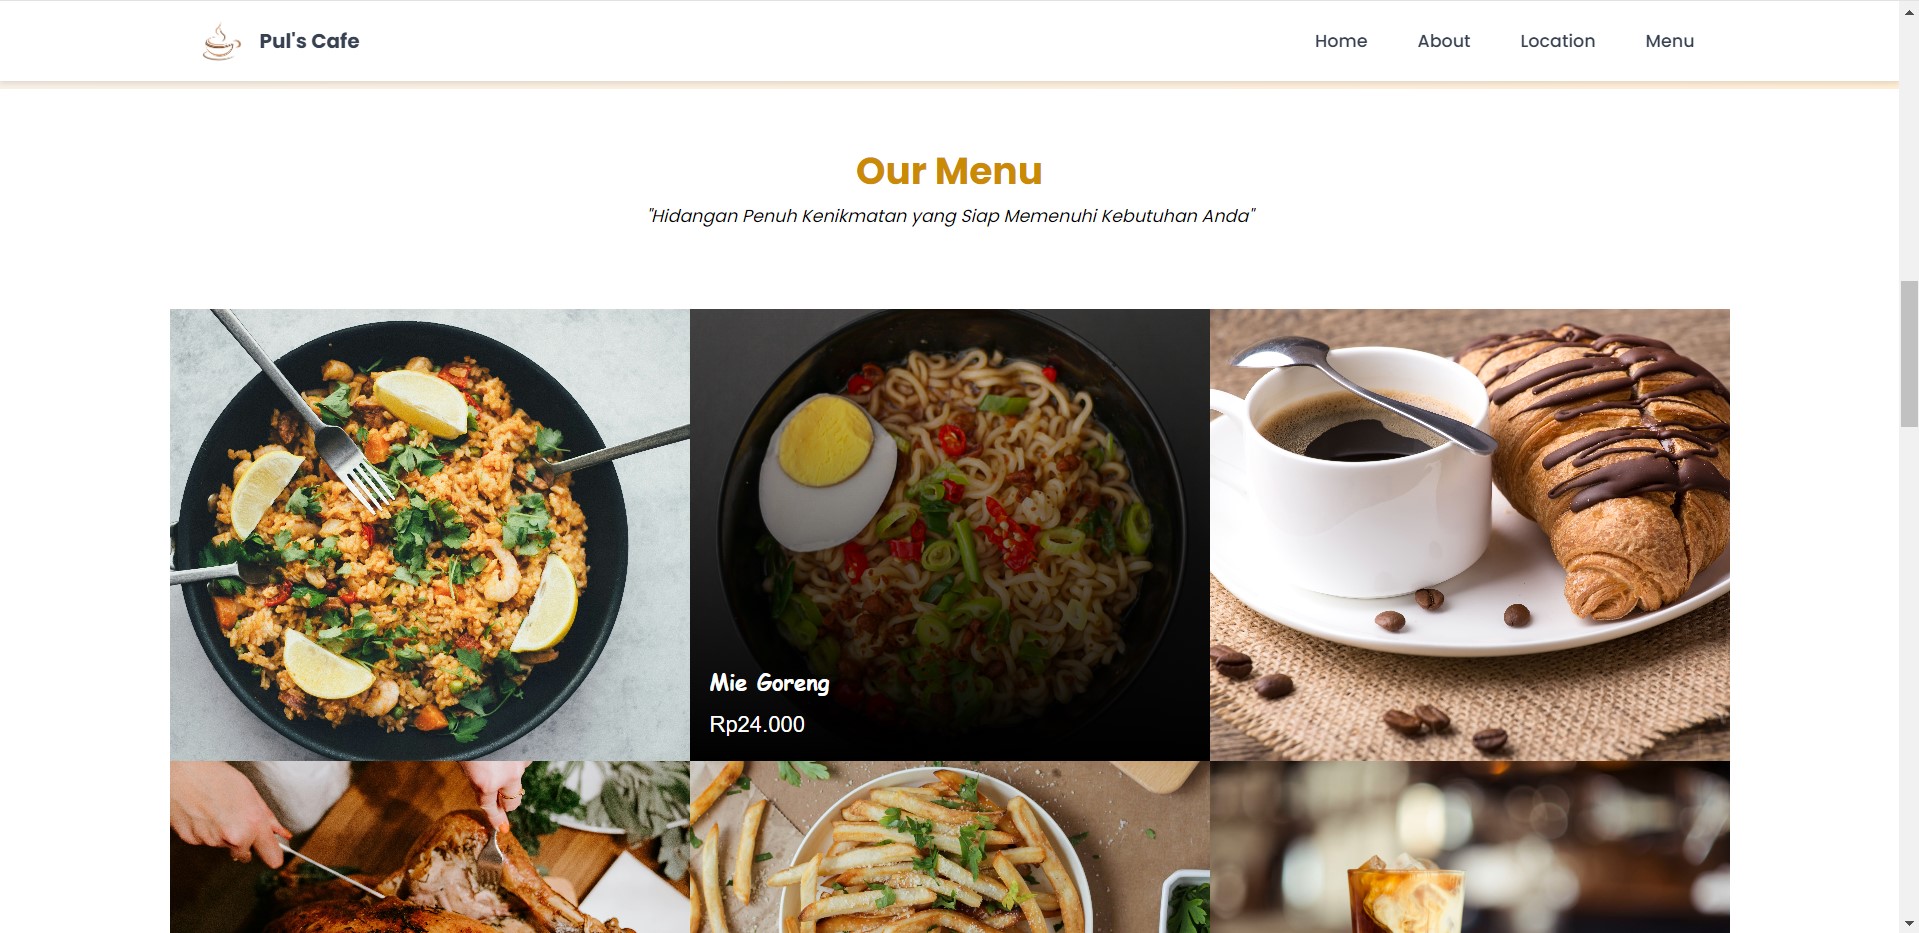 Pul's Cafe
Home
About
Location
Menu
Our Menu
"Hidangan Penuh Kenikmatan yang Siap Memenuhi Kebutuhan Anda"
Mie Goreng
Rp24.000